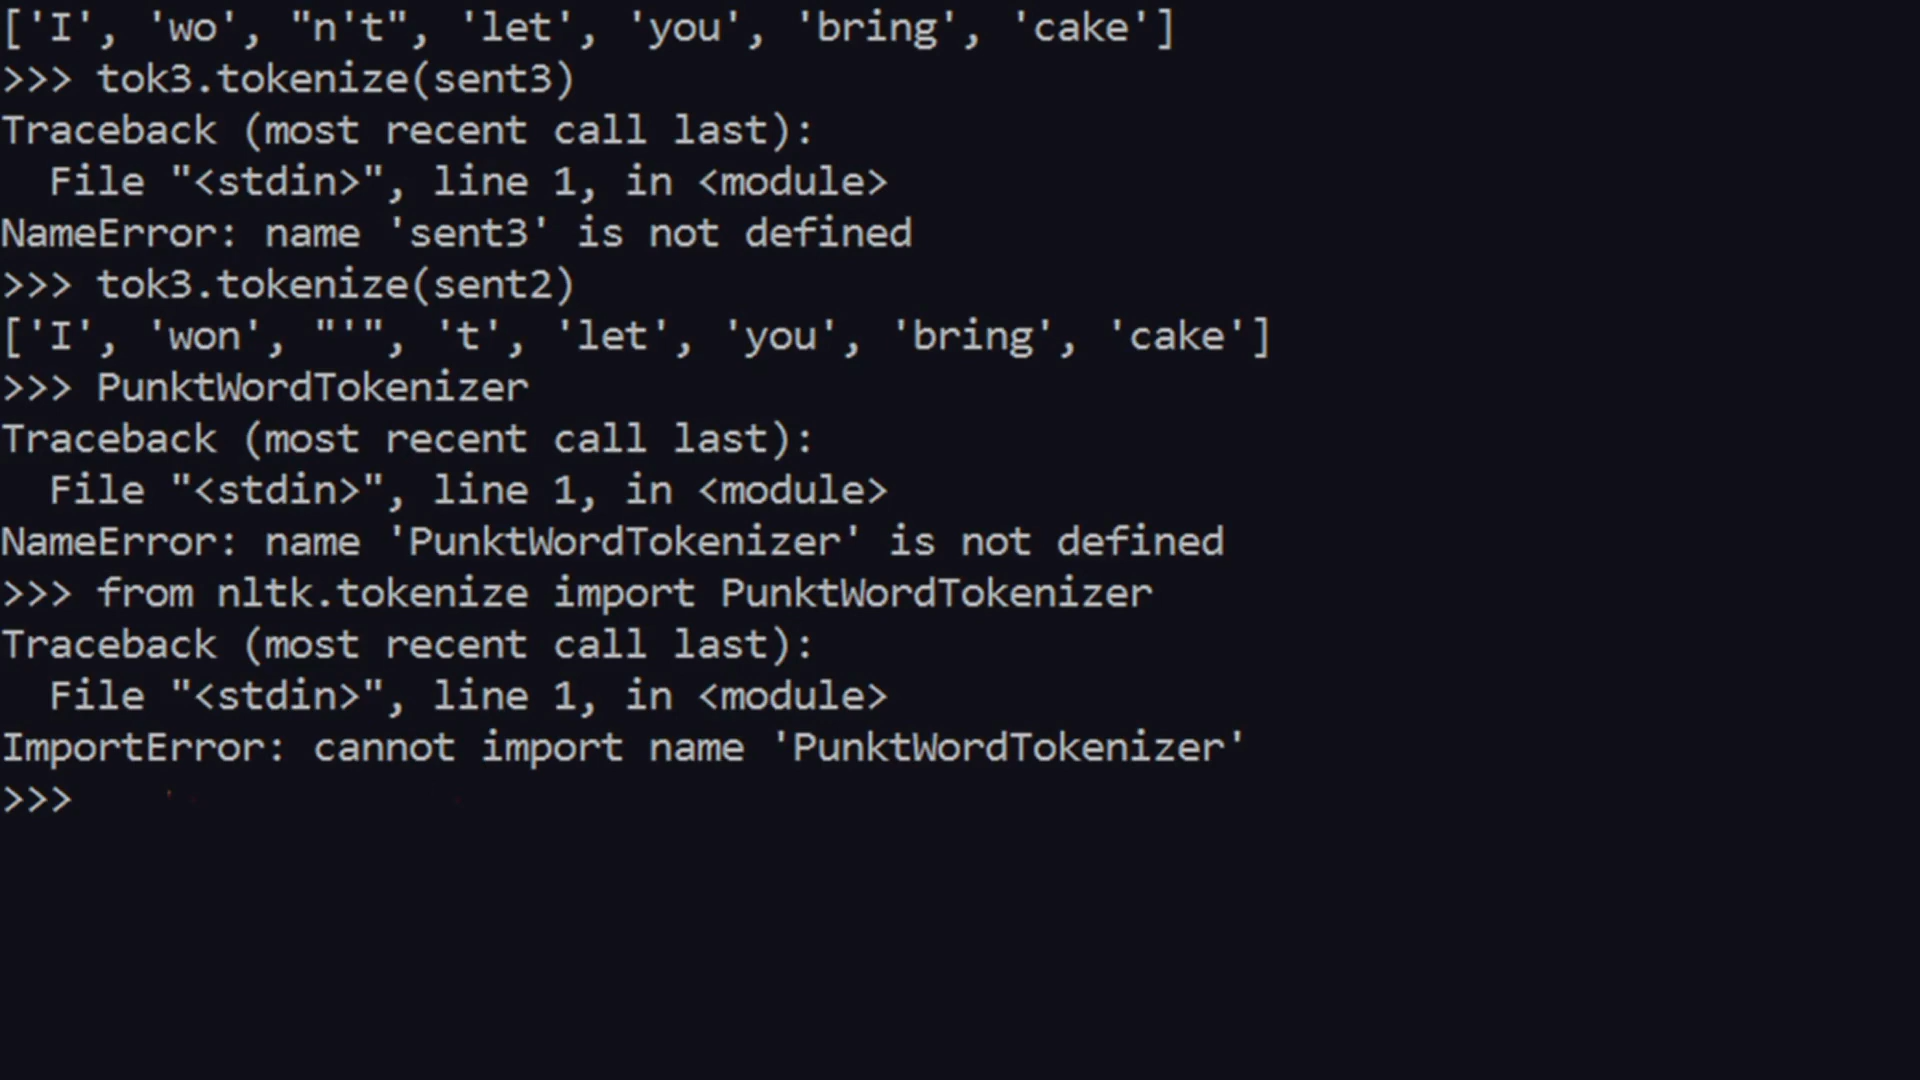 ['I', 'wo', "n't", 'let', 'you', 'bring', 'cake']
>>> tok3.tokenize(sent3)
Traceback (most recent call last):
  File "<stdin>", line 1, in <module>
NameError: name 'sent3' is not defined
>>> tok3.tokenize(sent2)
['I', 'won', "'", 't', 'let', 'you', 'bring', 'cake']
>>> PunktWordTokenizer
Traceback (most recent call last):
  File "<stdin>", line 1, in <module>
NameError: name 'PunktWordTokenizer' is not defined
>>> from nltk.tokenize import PunktWordTokenizer
Traceback (most recent call last):
  File "<stdin>", line 1, in <module>
ImportError: cannot import name 'PunktWordTokenizer'
>>>